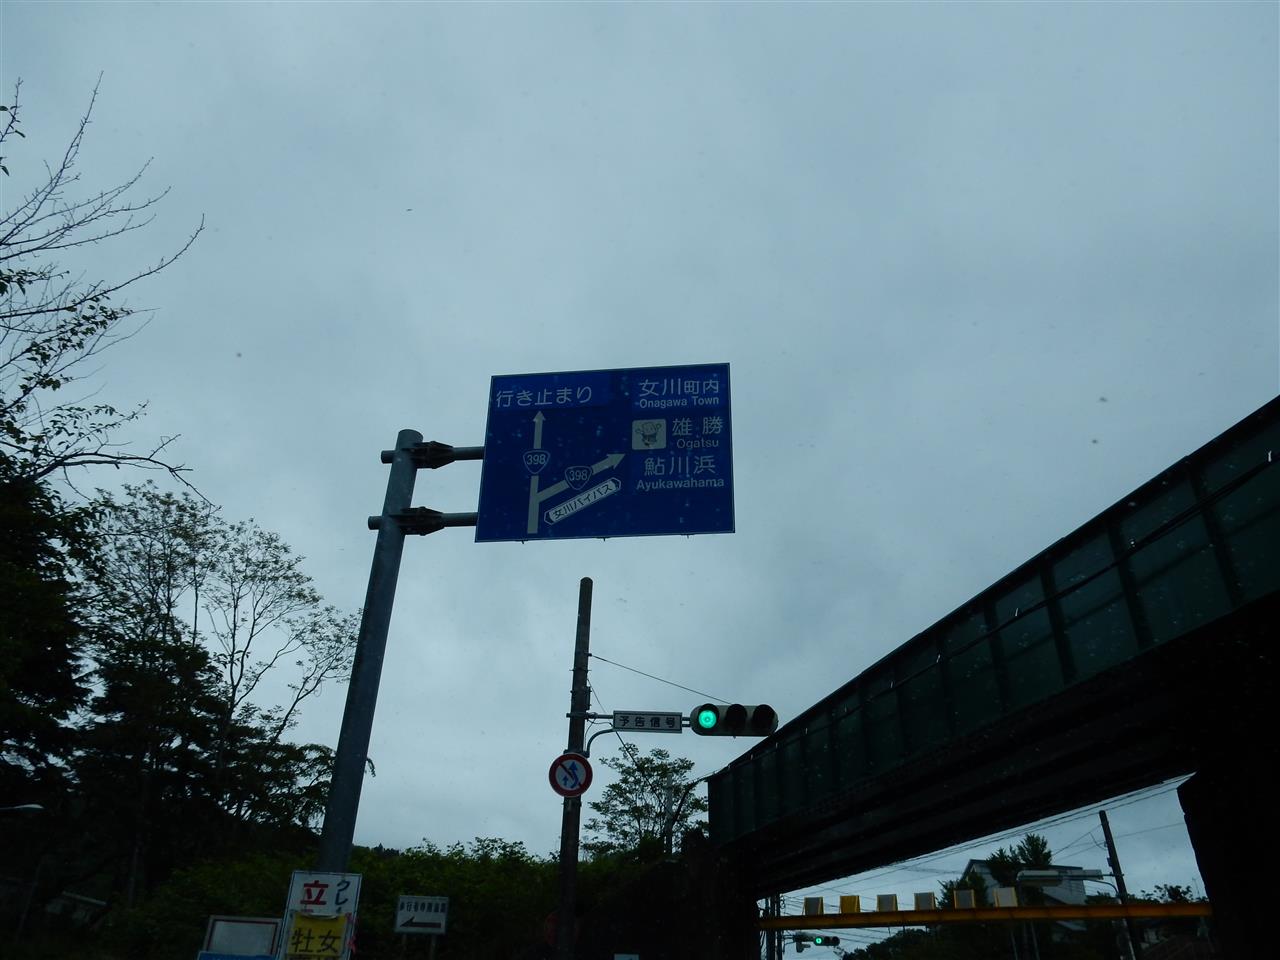 行き止まり
女川町内
Onagawa Town
雄勝
Ogatsu
鮎川浜
Ayukawahama
398
398
女川バイパス
予告信号
立
牡
女